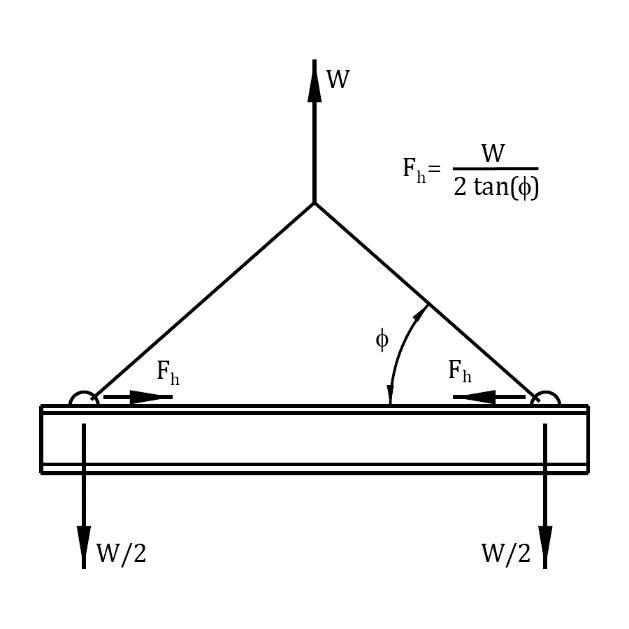 W
Fh= W
2 tan(ϕ)
ϕ
Fh
Fh
W/2
W/2